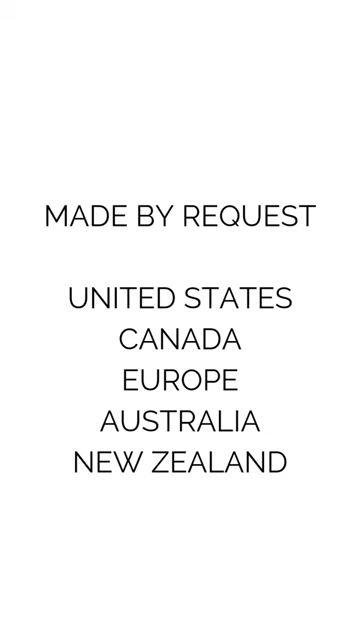 MADE BY REQUEST
UNITED STATES
CANADA
EUROPE
AUSTRALIA
NEW ZEALAND